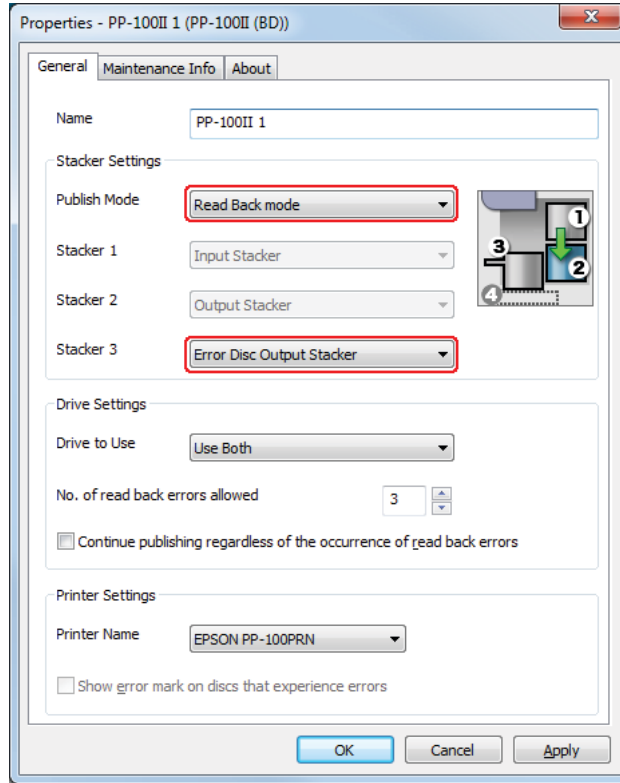 Properties - PP-100II 1 (PP-100II (BD))
General Maintenance Info About
Name PP-100II 1
Stacker Settings
Publish Mode Read Back mode
Stacker 1 Input Stacker
Stacker 2 Output Stacker
Stacker 3 Error Disc Output Stacker
1
3
2
4
Drive Settings
Drive to Use Use Both
No. of read back errors allowed 3
Continue publishing regardless of the occurrence of read back errors
Printer Settings
Printer Name EPSON PP-100PRN
Show error mark on discs that experience errors
OK Cancel Apply